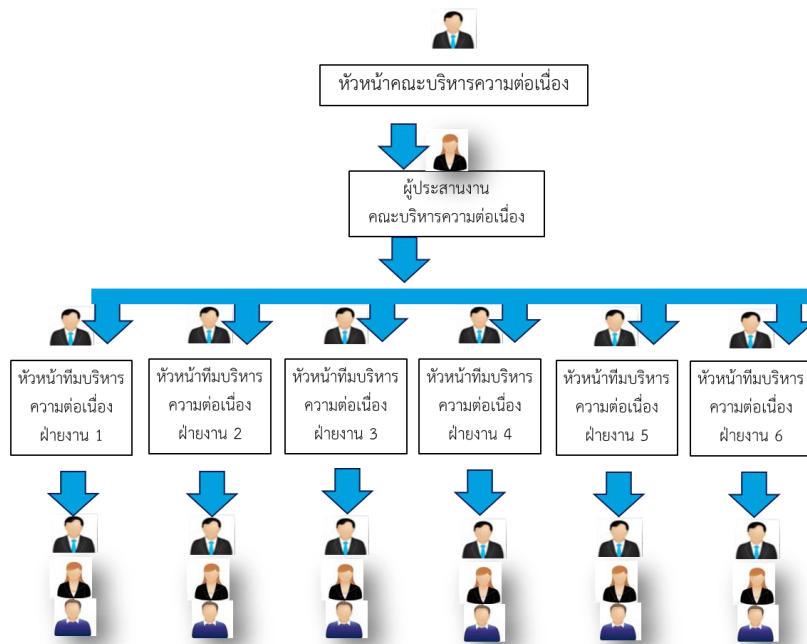 หัวหน้าคณะบริหารความต่อเนื่อง
ผู้ประสานงาน
คณะบริหารความต่อเนื่อง
หัวหน้าทีมบริหาร
ความต่อเนื่อง
ฝ่ายงาน 1
หัวหน้าทีมบริหาร
ความต่อเนื่อง
ฝ่ายงาน 2
หัวหน้าทีมบริหาร
ความต่อเนื่อง
ฝ่ายงาน 3
หัวหน้าทีมบริหาร
ความต่อเนื่อง
ฝ่ายงาน 4
หัวหน้าทีมบริหาร
ความต่อเนื่อง
ฝ่ายงาน 5
หัวหน้าทีมบริหาร
ความต่อเนื่อง
ฝ่ายงาน 6